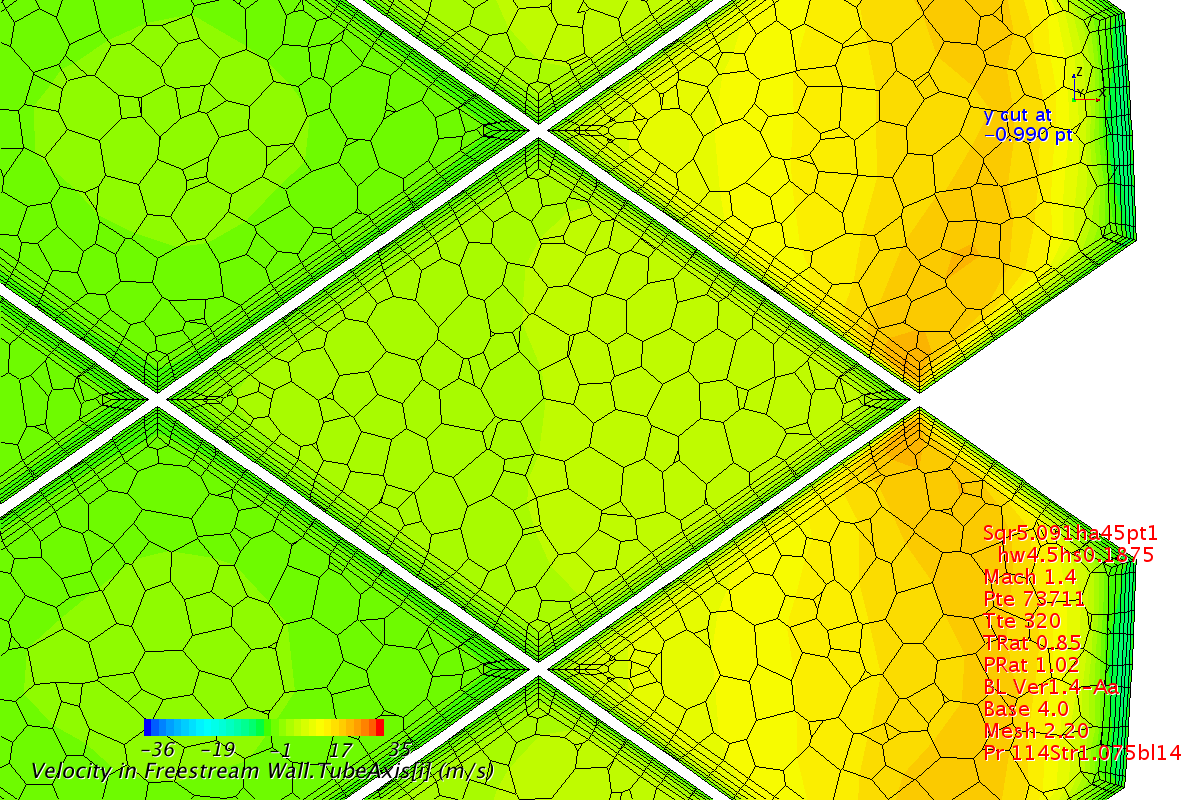 Z
y cut at
−0.990 pt
Sqr5.091ha45pt1
hw4.5hs0.1875
Mach 1.4
Pte 73711
Tte 320
TRat 0.85
PRat 1.02
BL Ver1.4−Aa
Base 4.0
Mesh 2.20
Pr 114Str1.075bl14
−36 −19 −1 17 35
Velocity in Freestream Wall.TubeAxis[i] (m/s)